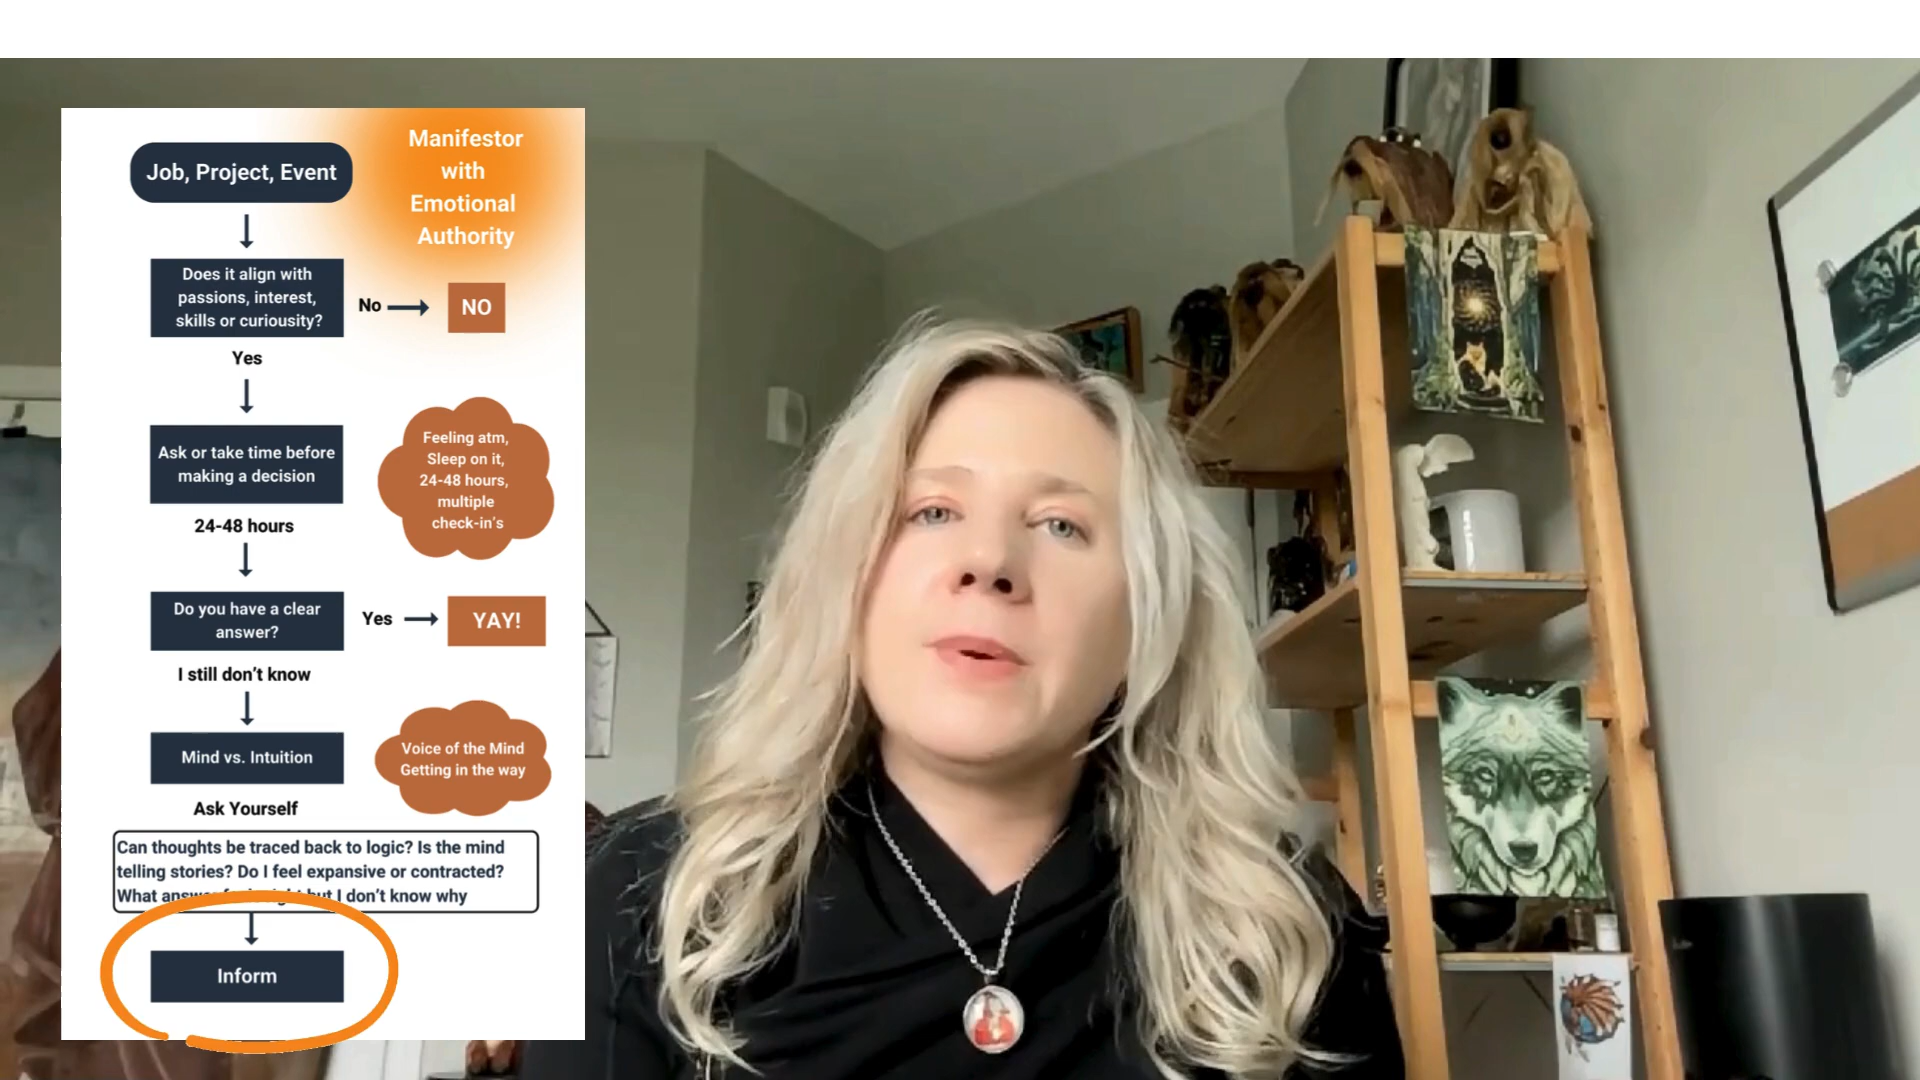 Manifestor
with
Emotional
Authority
Job, Project, Event
Does it align with
passions, interest,
skills or curiousity?
No
NO
Yes
Ask or take time before
making a decision
Feeling atm,
Sleep on it,
24-48 hours,
multiple
check-in's
24-48 hours
Do you have a clear
answer?
Yes
YAY!
I still don't know
Mind vs. Intuition
Voice of the Mind
Getting in the way
Ask Yourself
Can thoughts be traced back to logic? Is the mind
telling stories? Do I feel expansive or contracted?
What but I don't know why
Inform